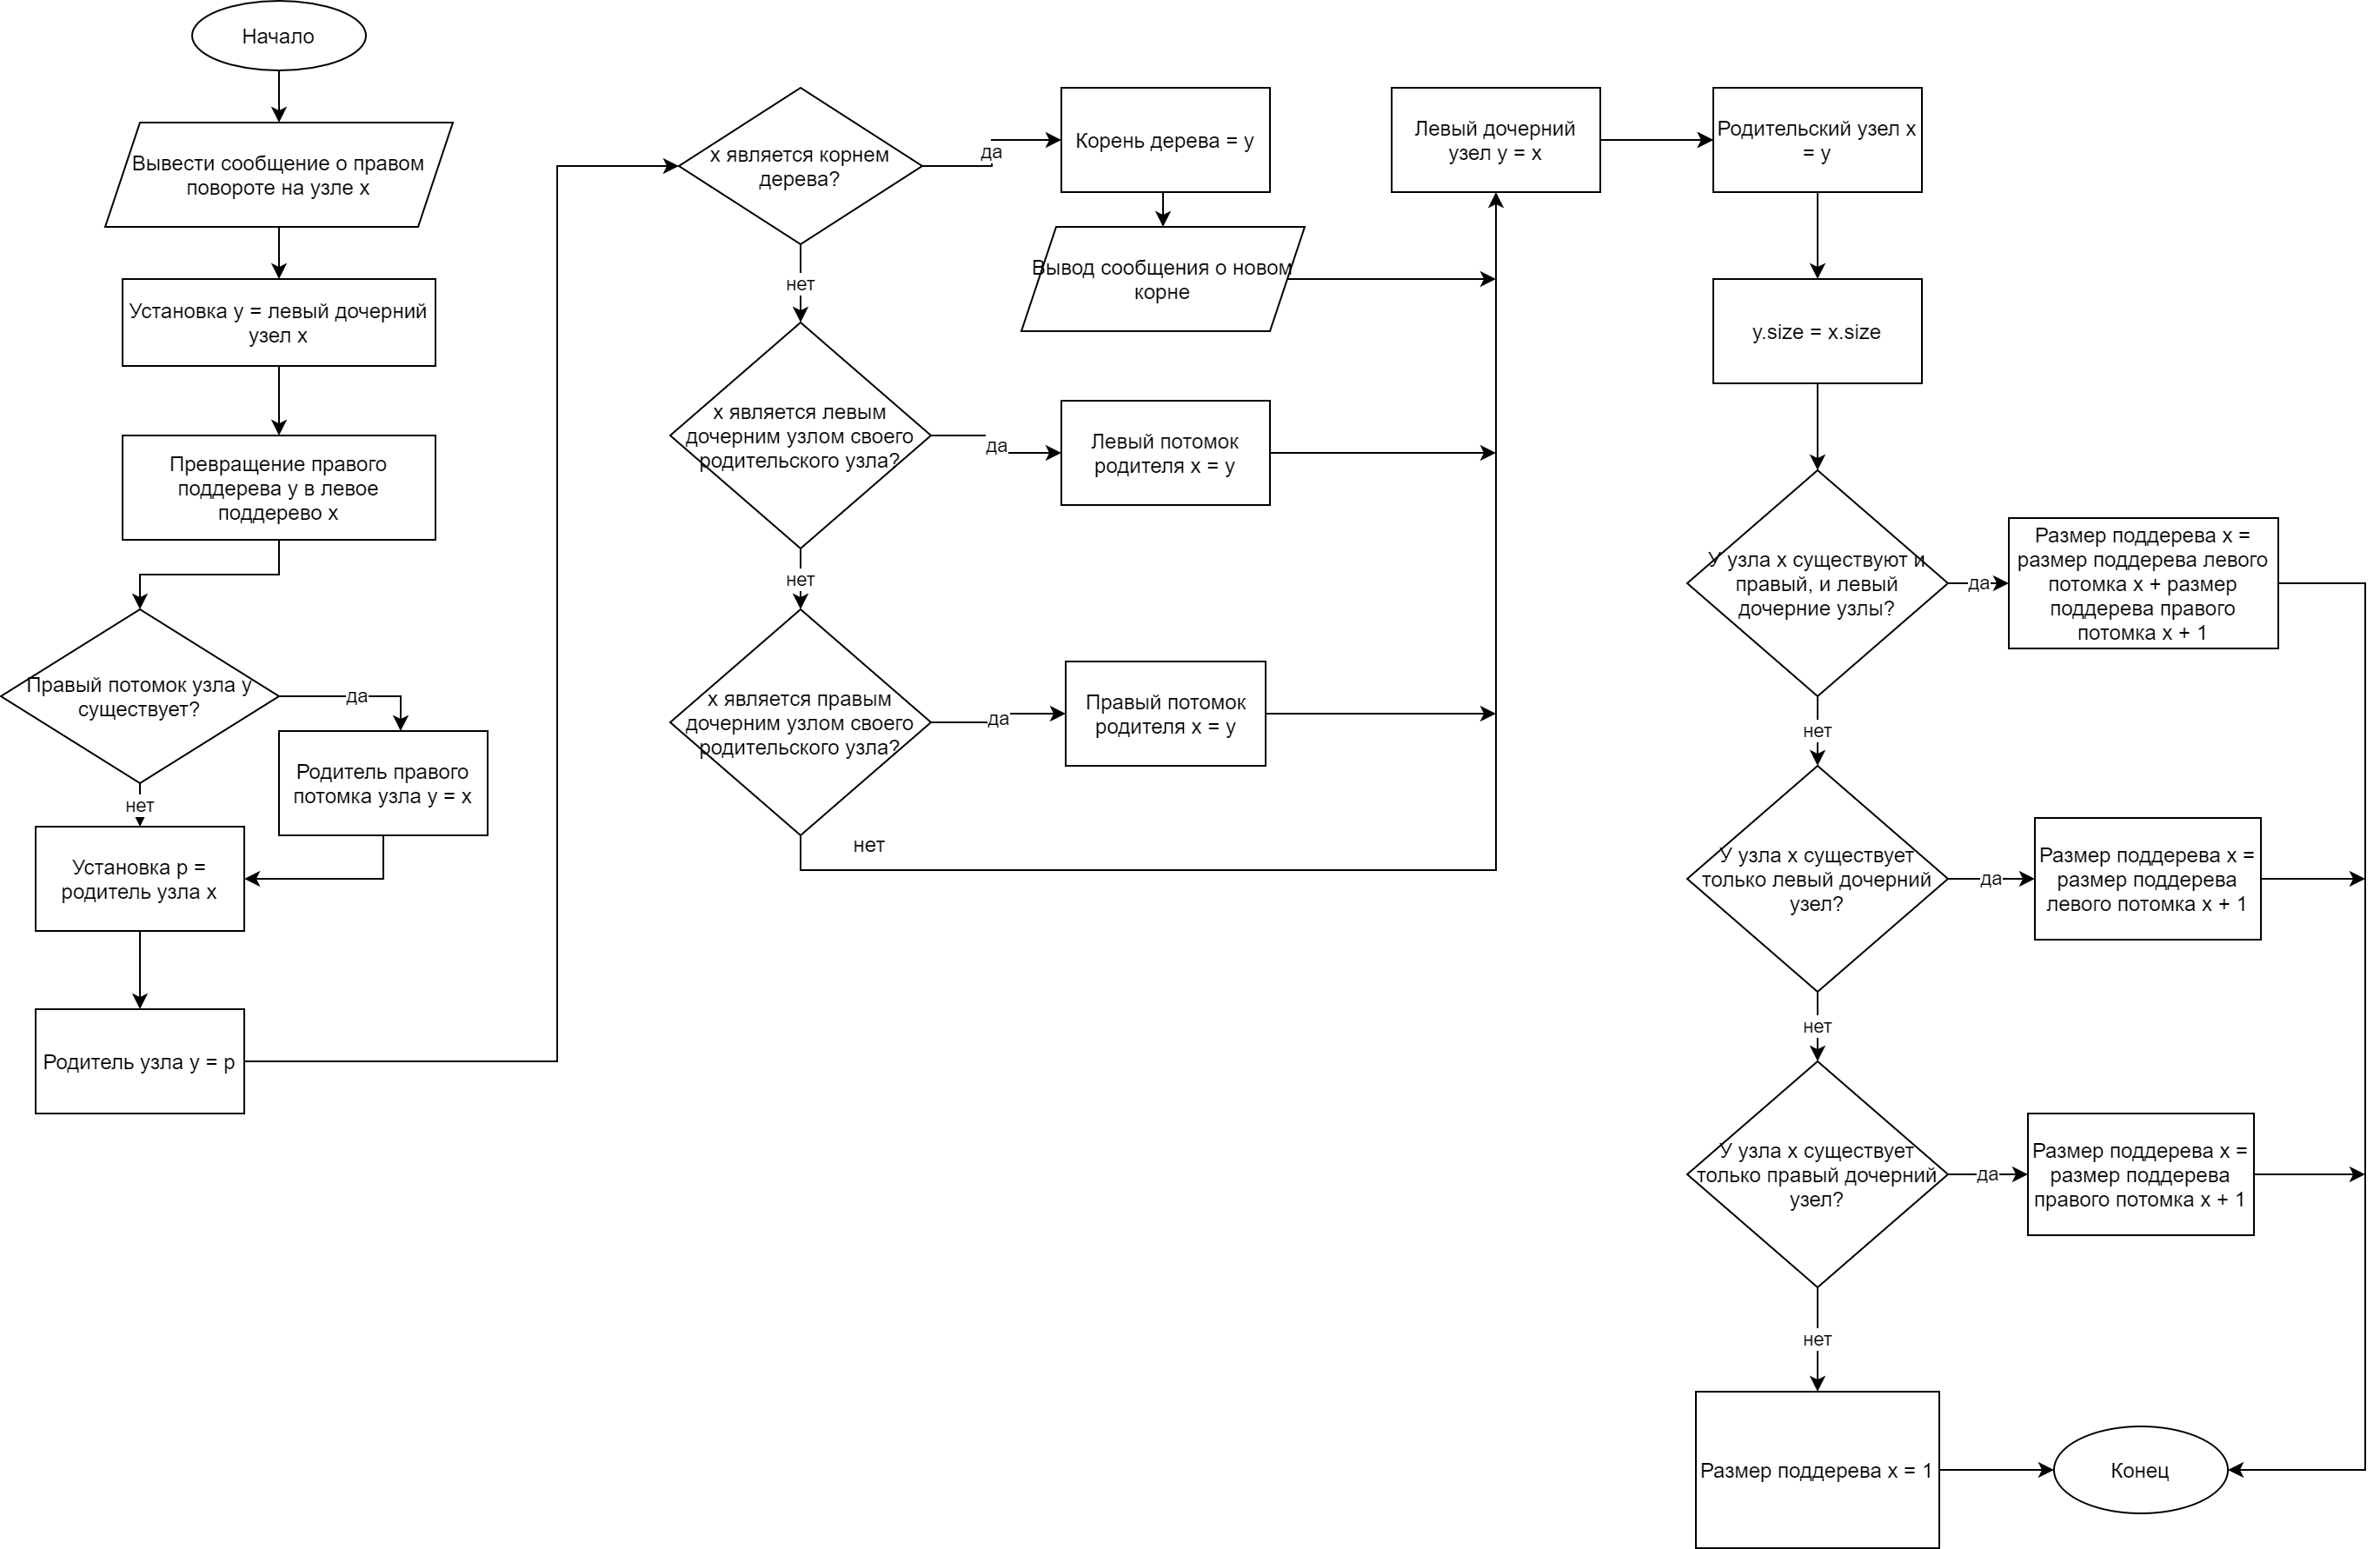 Начало
Вывести сообщение о правом
повороте на узле x
Установка y = левый дочерний
узел x
Превращение правого
поддерева y в левое
поддерево x
Правый потомок узла y
существует?
да
Родитель правого
потомка узла y = x
нет
Установка p =
родитель узла x
Родитель узла y = p
x является корнем
дерева?
да
Корень дерева = y
Вывод сообщения о новом
корне
нет
x является левым
дочерним узлом своего
родительского узла?
да
Левый потомок
родителя x = y
нет
x является правым
дочерним узлом своего
родительского узла?
да
Правый потомок
родителя x = y
нет
Левый дочерний
узел y = x
Родительский узел x
= y
y.size = x.size
У узла x существуют и
правый, и левый
дочерние узлы?
да
Размер поддерева x =
размер поддерева левого
потомка x + размер
поддерева правого
потомка x + 1
нет
У узла x существует
только левый дочерний
узел?
да
Размер поддерева x =
размер поддерева
левого потомка x + 1
нет
У узла x существует
только правый дочерний
узел?
да
Размер поддерева x =
размер поддерева
правого потомка x + 1
нет
Размер поддерева x = 1
Конец